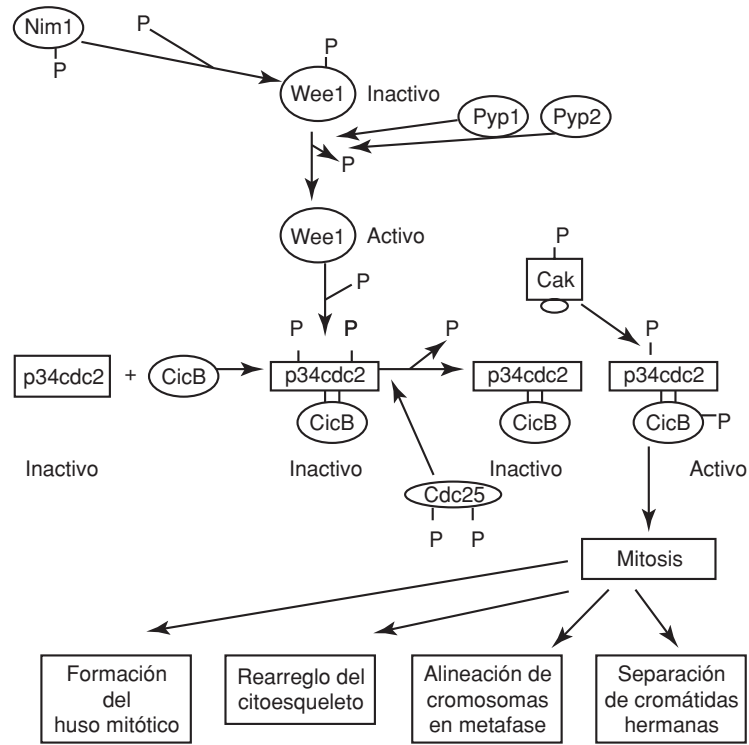 Nim1
P
P
P
Wee1 Inactivo
Pyp1 Pyp2
P
Wee1 Activo
P
P
Cak
P P P P
p34cdc2 + CicB p34cdc2 p34cdc2 p34cdc2
CicB CicB CicB P
Inactivo Inactivo Inactivo Activo
Cdc25
P P
Mitosis
Formación
del
huso mitótico
Rearreglo del
citoesqueleto
Alineación de
cromosomas
en metafase
Separación
de cromátidas
hermanas